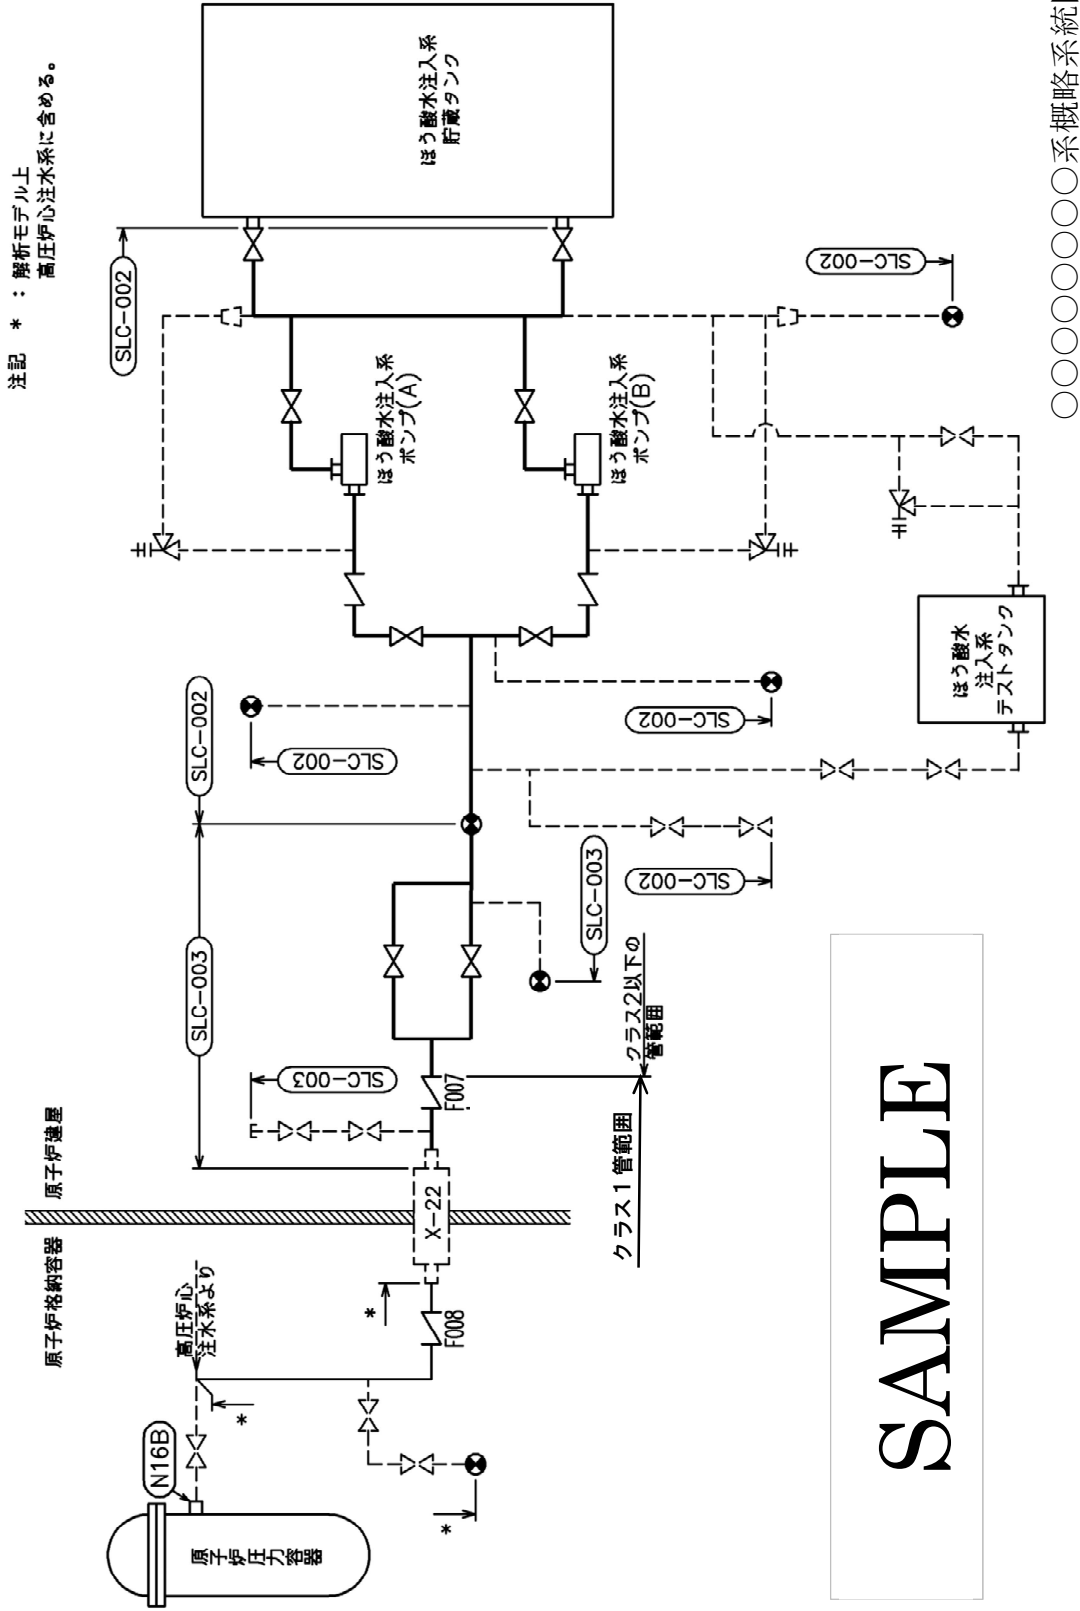 注記 * : 解析モデル上
高圧炉心注水系に含める。
原子炉格納容器
原子炉建屋
SLC-003
SLC-002
SLC-002
高圧炉心
注水系より
N16B
原子炉圧力容器
*
*
*
F008
X-22
F007
SLC-003
クラス1管範囲
クラス2以下の
管範囲
SLC-003
SLC-002
SLC-002
SLC-002
SLC-002
ほう酸水注入系
ポンプ(A)
ほう酸水注入系
ポンプ(B)
ほう酸水注入系
貯蔵タンク
ほう酸水
注入系
テストタンク
SAMPLE
○○○○○○○○系概略系統